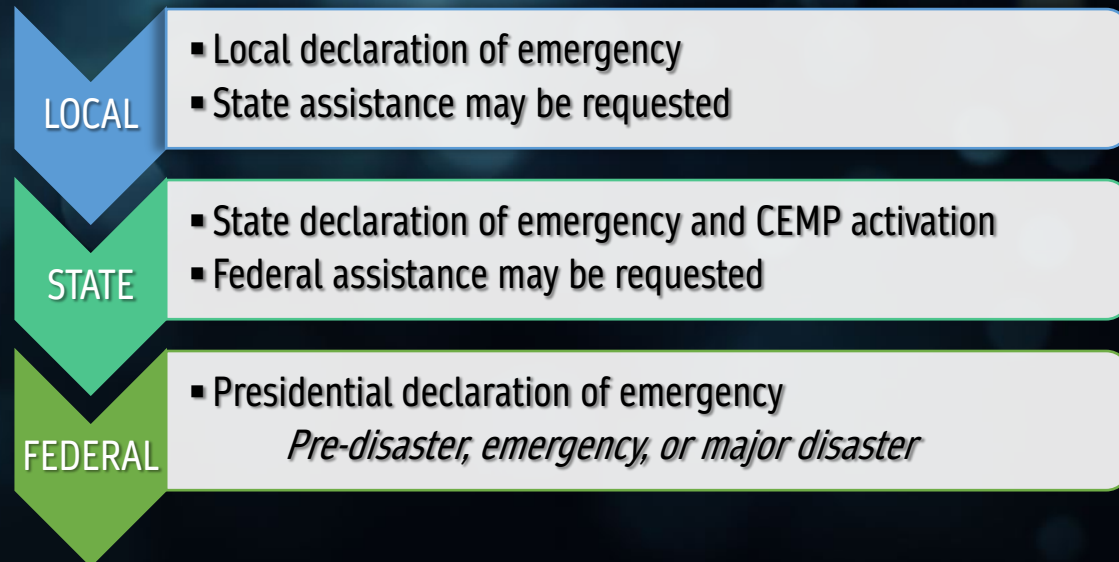 LOCAL
▪ Local declaration of emergency
▪ State assistance may be requested
STATE
▪ State declaration of emergency and CEMP activation
▪ Federal assistance may be requested
FEDERAL
▪ Presidential declaration of emergency
Pre-disaster, emergency, or major disaster